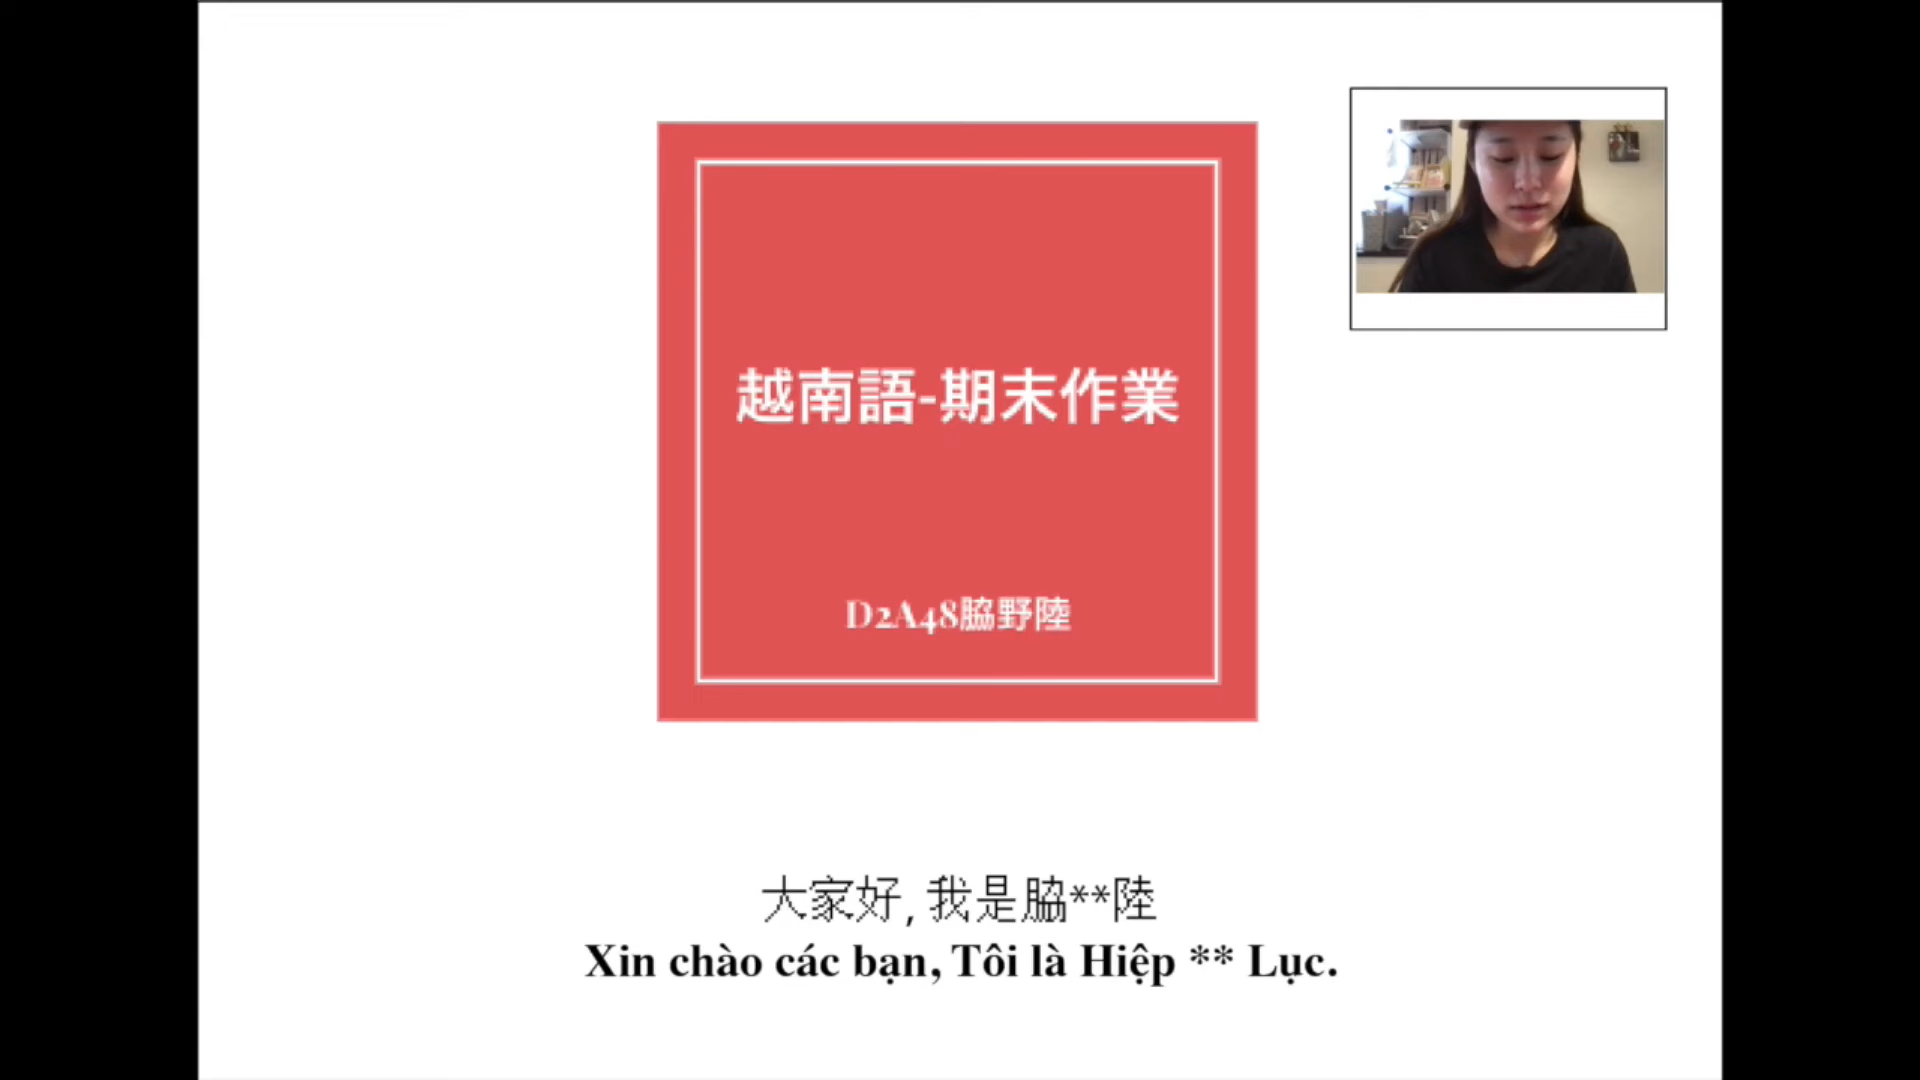 越南語-期末作業
D2A48脇野陸
大家好, 我是脇**陸
Xin chào các bạn, Tôi là Hiệp ** Lục.